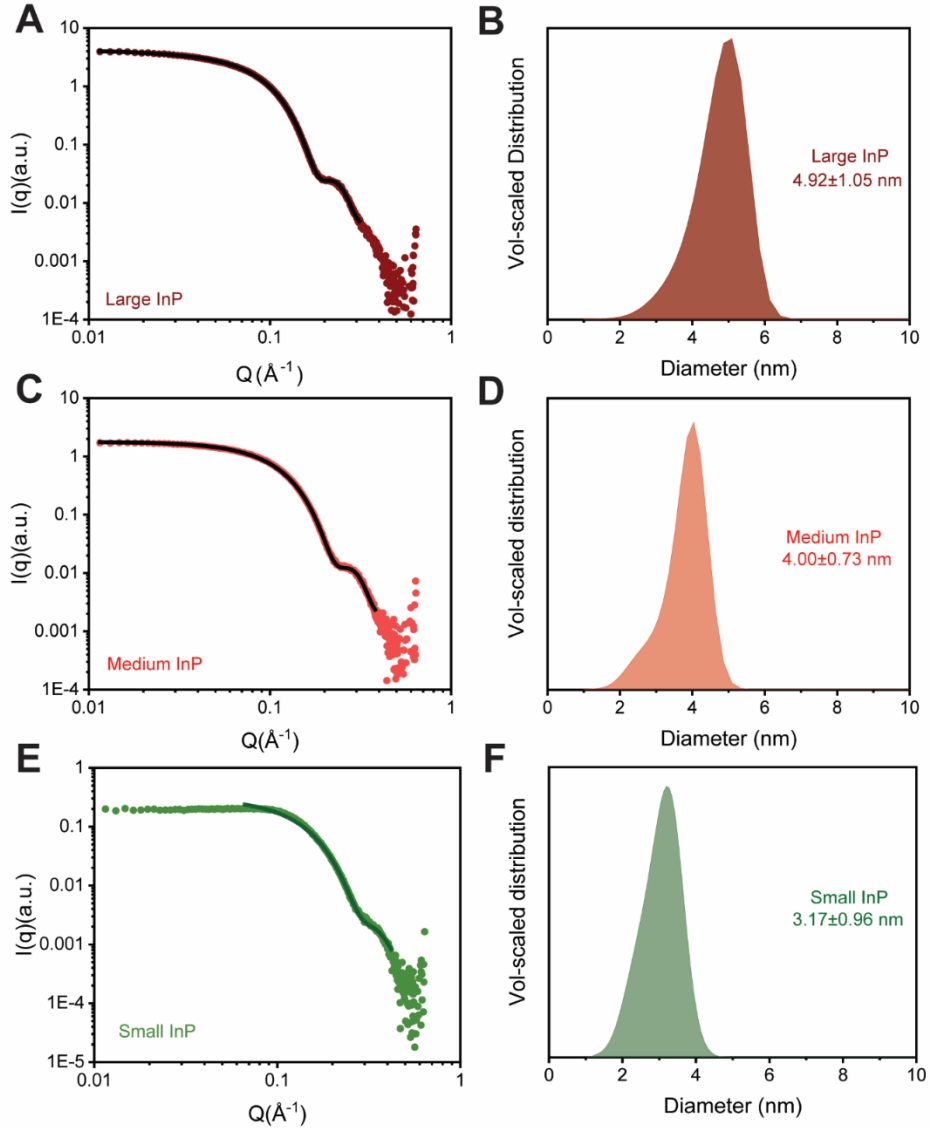 A
10
1
0.1
0.01
0.001
1E-4
I(q)(a.u.)
Large InP
0.01
0.1
1
Q (Å⁻¹)
B
Vol-scaled Distribution
Large InP
4.92±1.05 nm
0
2
4
6
8
10
Diameter (nm)
C
10
1
0.1
0.01
0.001
1E-4
I(q)(a.u.)
Medium InP
0.01
0.1
1
Q(Å⁻¹)
D
Vol-scaled distribution
Medium InP
4.00±0.73 nm
0
2
4
6
8
10
Diameter (nm)
E
1
0.1
0.01
0.001
1E-4
1E-5
I(q)(a.u.)
Small InP
0.01
0.1
1
Q(Å⁻¹)
F
Vol-scaled distribution
Small InP
3.17±0.96 nm
0
2
4
6
8
10
Diameter (nm)